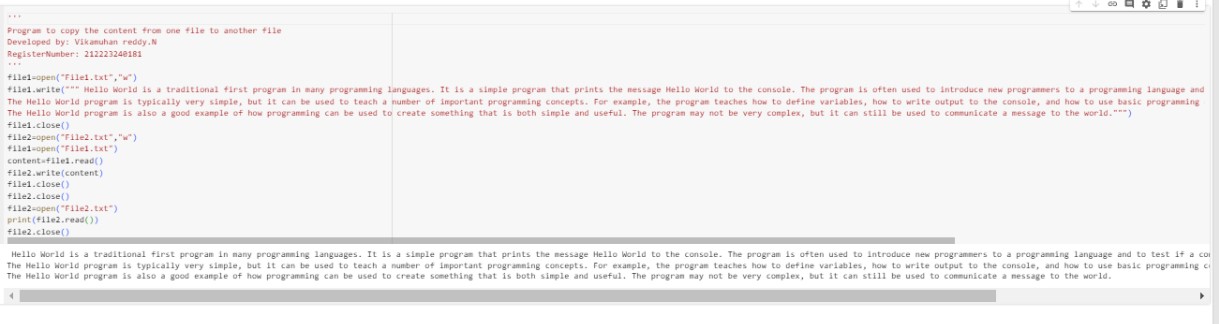 '''
Program to copy the content from one file to another file
Developed by: Vikamuhan reddy.N
RegisterNumber: 212223240181
'''
file1=open("File1.txt","w")
file1.write(""" Hello World is a traditional first program in many programming languages. It is a simple program that prints the message Hello World to the console. The program is often used to introduce new programmers to a programming language and
The Hello World program is typically very simple, but it can be used to teach a number of important programming concepts. For example, the program teaches how to define variables, how to write output to the console, and how to use basic programming
The Hello World program is also a good example of how programming can be used to create something that is both simple and useful. The program may not be very complex, but it can still be used to communicate a message to the world.""")
file1.close()
file2=open("File2.txt","w")
file1=open("File1.txt")
content=file1.read()
file2.write(content)
file1.close()
file2.close()
file2=open("File2.txt")
print(file2.read())
file2.close()
Hello World is a traditional first program in many programming languages. It is a simple program that prints the message Hello World to the console. The program is often used to introduce new programmers to a programming language and to test if a co
The Hello World program is typically very simple, but it can be used to teach a number of important programming concepts. For example, the program teaches how to define variables, how to write output to the console, and how to use basic programming c
The Hello World program is also a good example of how programming can be used to create something that is both simple and useful. The program may not be very complex, but it can still be used to communicate a message to the world.